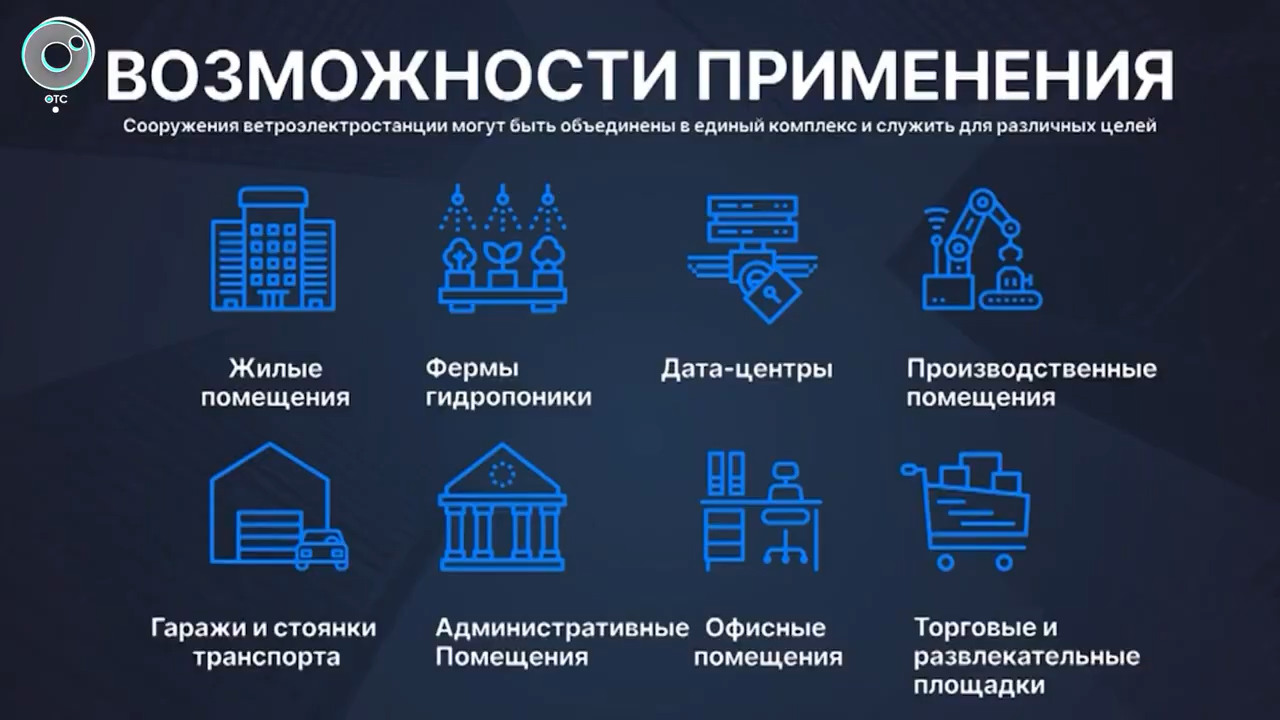 ОТС
ВОЗМОЖНОСТИ ПРИМЕНЕНИЯ
Сооружения ветроэлектростанции могут быть объединены в единый комплекс и служить для различных целей
Жилые
помещения
Фермы
гидропоники
Дата-центры
Производственные
помещения
Гаражи и стоянки
транспорта
Административные
Помещения
Офисные
помещения
Торговые и
развлекательные
площадки